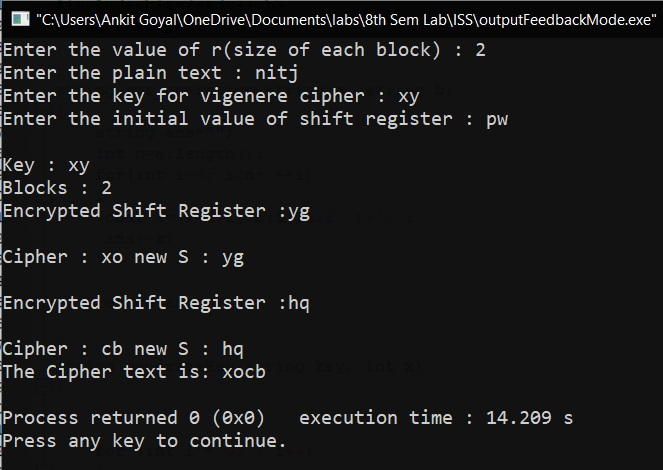 "C:\Users\Ankit Goyal\OneDrive\Documents\labs\8th Sem Lab\ISS\outputFeedbackMode.exe"
Enter the value of r(size of each block) : 2
Enter the plain text : nitj
Enter the key for vigenere cipher : xy
Enter the initial value of shift register : pw
Key : xy
Blocks : 2
Encrypted Shift Register :yg
Cipher : xo new S : yg
Encrypted Shift Register :hq
Cipher : cb new S : hq
The Cipher text is: xocb
Process returned 0 (0x0)   execution time : 14.209 s
Press any key to continue.